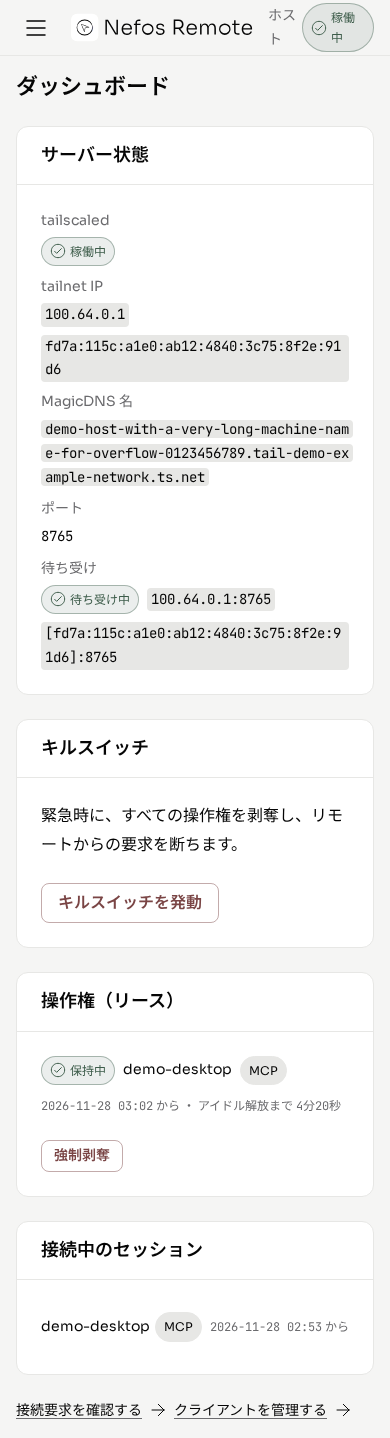 Nefos Remote
ホス
ト
稼働
中
ダッシュボード
サーバー状態
tailscaled
稼働中
tailnet IP
100.64.0.1
fd7a:115c:a1e0:ab12:4840:3c75:8f2e:91
d6
MagicDNS 名
demo-host-with-a-very-long-machine-nam
e-for-overflow-0123456789.tail-demo-ex
ample-network.ts.net
ポート
8765
待ち受け
待ち受け中 100.64.0.1:8765
[fd7a:115c:a1e0:ab12:4840:3c75:8f2e:9
1d6]:8765
キルスイッチ
緊急時に、すべての操作権を剥奪し、リモ
ートからの要求を断ちます。
キルスイッチを発動
操作権（リース）
保持中 demo-desktop MCP
2026-11-28 03:02 から ・ アイドル解放まで 4分20秒
強制剥奪
接続中のセッション
demo-desktop MCP 2026-11-28 02:53 から
接続要求を確認する → クライアントを管理する →